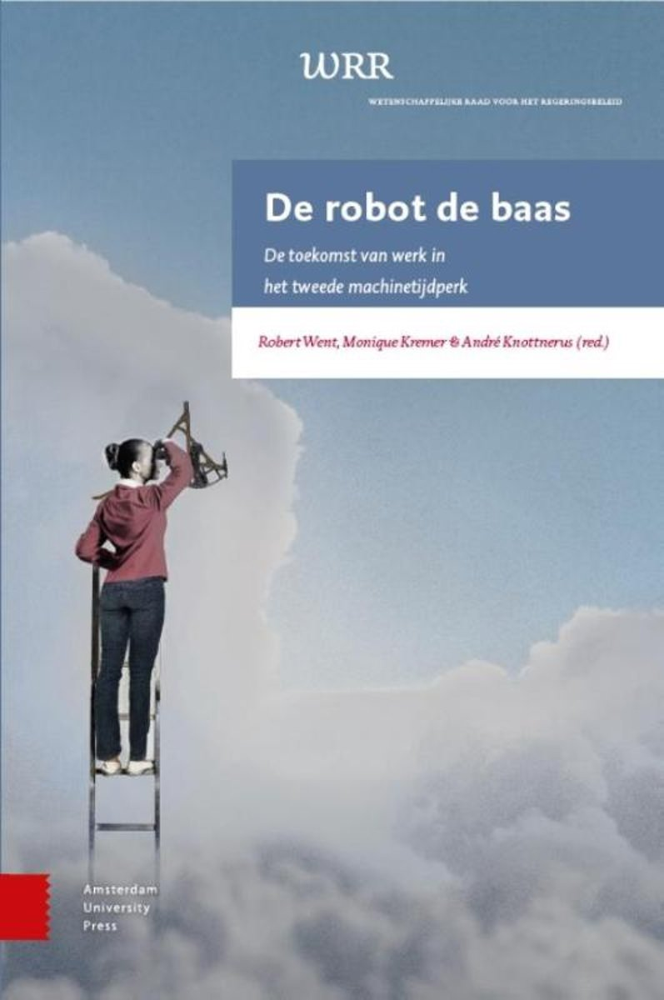 WRR
WETENSCHAPPELIJKE RAAD VOOR HET REGERINGSBELEID
De robot de baas
De toekomst van werk in
het tweede machinetijdperk
Robert Went, Monique Kremer & André Knottnerus (red.)
Amsterdam
University
Press